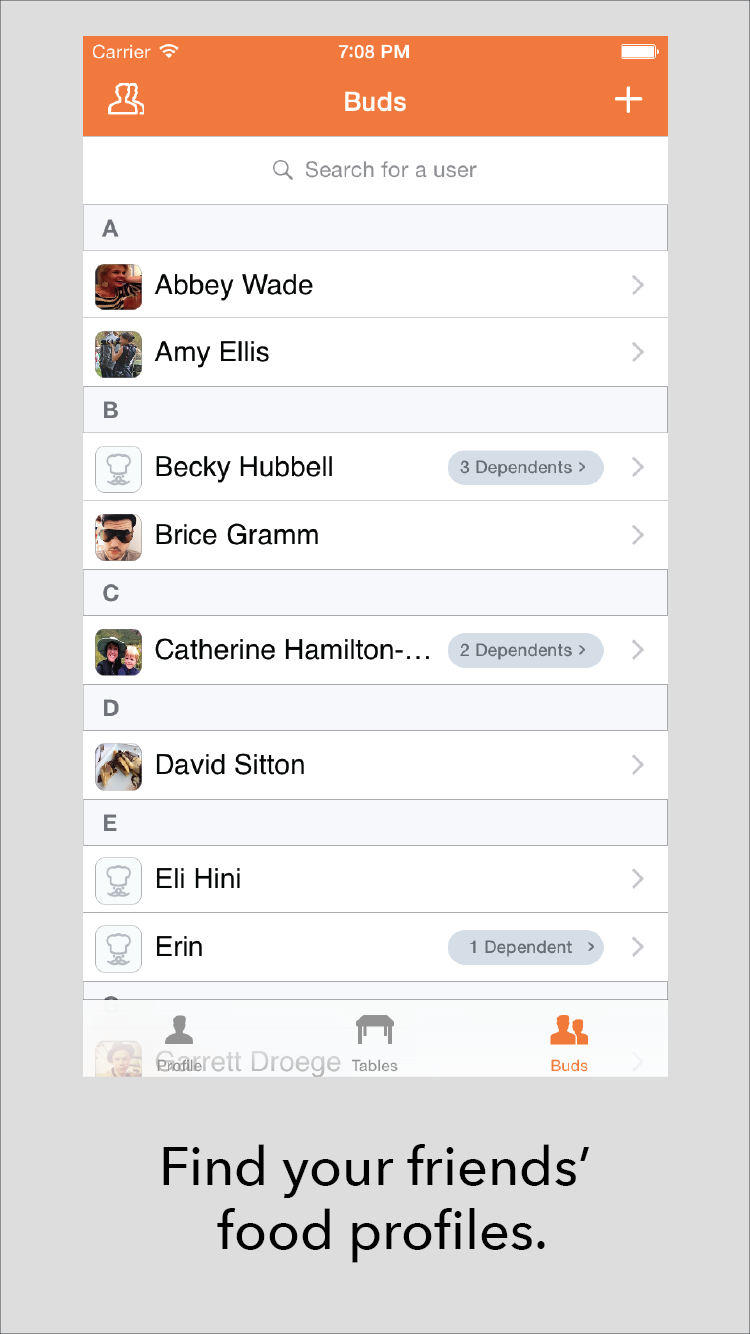 Carrier 7:08 PM
Buds
Search for a user
A
Abbey Wade
Amy Ellis
B
Becky Hubbell 3 Dependents >
Brice Gramm
C
Catherine Hamilton-… 2 Dependents >
D
David Sitton
E
Eli Hini
Erin 1 Dependent >
Garrett Droege
Profile Tables Buds
Find your friends’
food profiles.